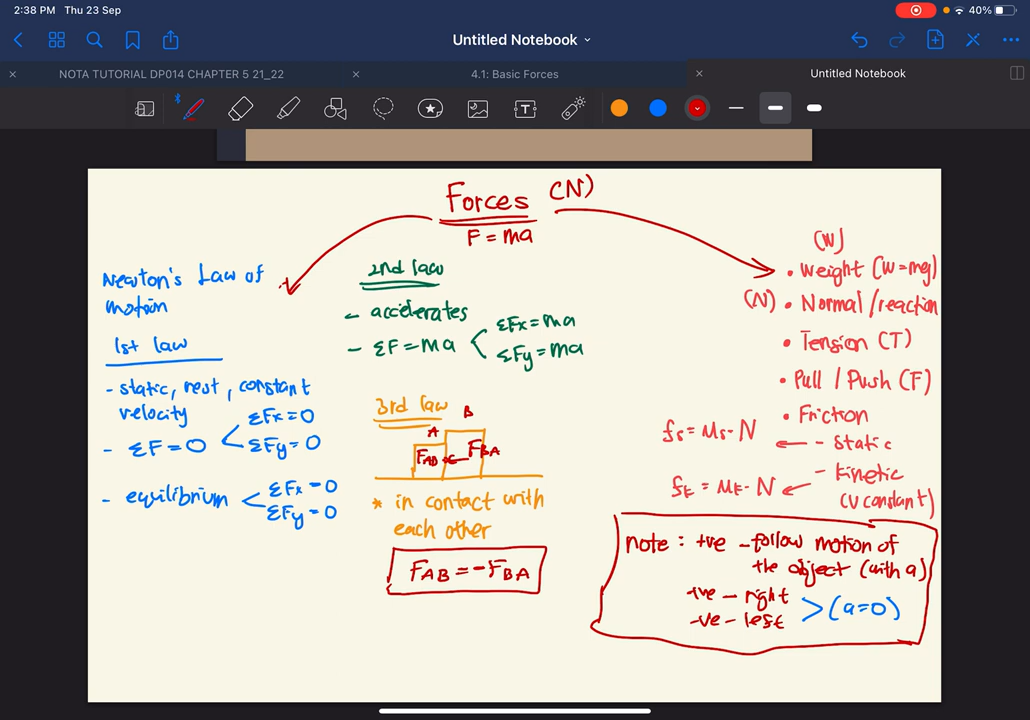 2:38 PM Thu 23 Sep
40%
Untitled Notebook
NOTA TUTORIAL DP014 CHAPTER 5 21_22
4.1: Basic Forces
Untitled Notebook
Forces (N)
F = ma
Newton's Law of
motion
1st law
- static, rest, constant
velocity
- ΣF = 0 < ΣFx = 0
ΣFy = 0
- equilibrium < ΣFx = 0
ΣFy = 0
2nd law
- accelerates
- ΣF = ma < ΣFx = ma
ΣFy = ma
3rd law
A B
FAB FBA
* in contact with
each other
FAB = - FBA
(W)
• Weight (W = mg)
(N) • Normal / reaction
• Tension (T)
• Pull / Push (F)
• Friction
fs = μs · N ← - Static
fk = μk · N ← - Kinetic
(v constant)
note : +ve - follow motion of
the object (with a)
+ve - right
-ve - left > (a = 0)